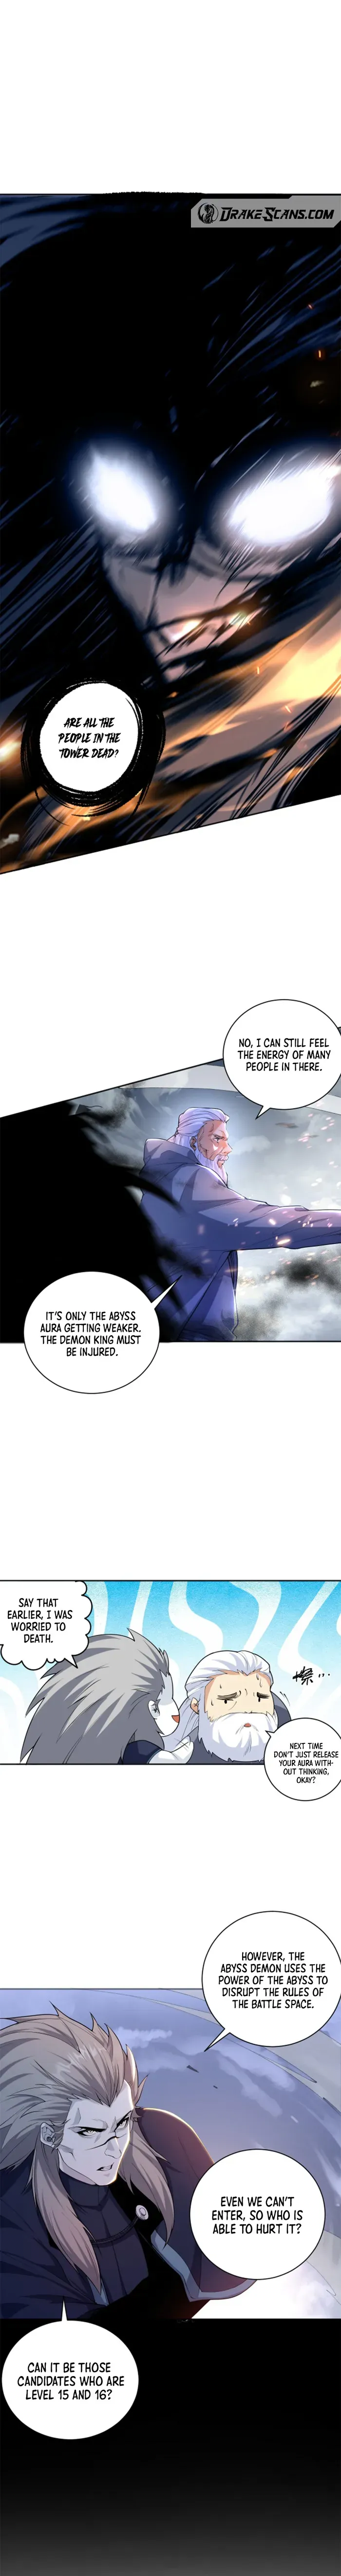 DRAKESCANS.COM
ARE ALL THE
PEOPLE IN THE
TOWER DEAD?
NO, I CAN STILL FEEL
THE ENERGY OF MANY
PEOPLE IN THERE.
IT'S ONLY THE ABYSS
AURA GETTING WEAKER.
THE DEMON KING MUST
BE INJURED.
SAY THAT
EARLIER, I WAS
WORRIED TO
DEATH.
NEXT TIME
DON'T JUST RELEASE
YOUR AURA WITH-
OUT THINKING,
OKAY?
HOWEVER, THE
ABYSS DEMON USES THE
POWER OF THE ABYSS TO
DISRUPT THE RULES OF
THE BATTLE SPACE.
EVEN WE CAN'T
ENTER, SO WHO IS
ABLE TO HURT IT?
CAN IT BE THOSE
CANDIDATES WHO ARE
LEVEL 15 AND 16?